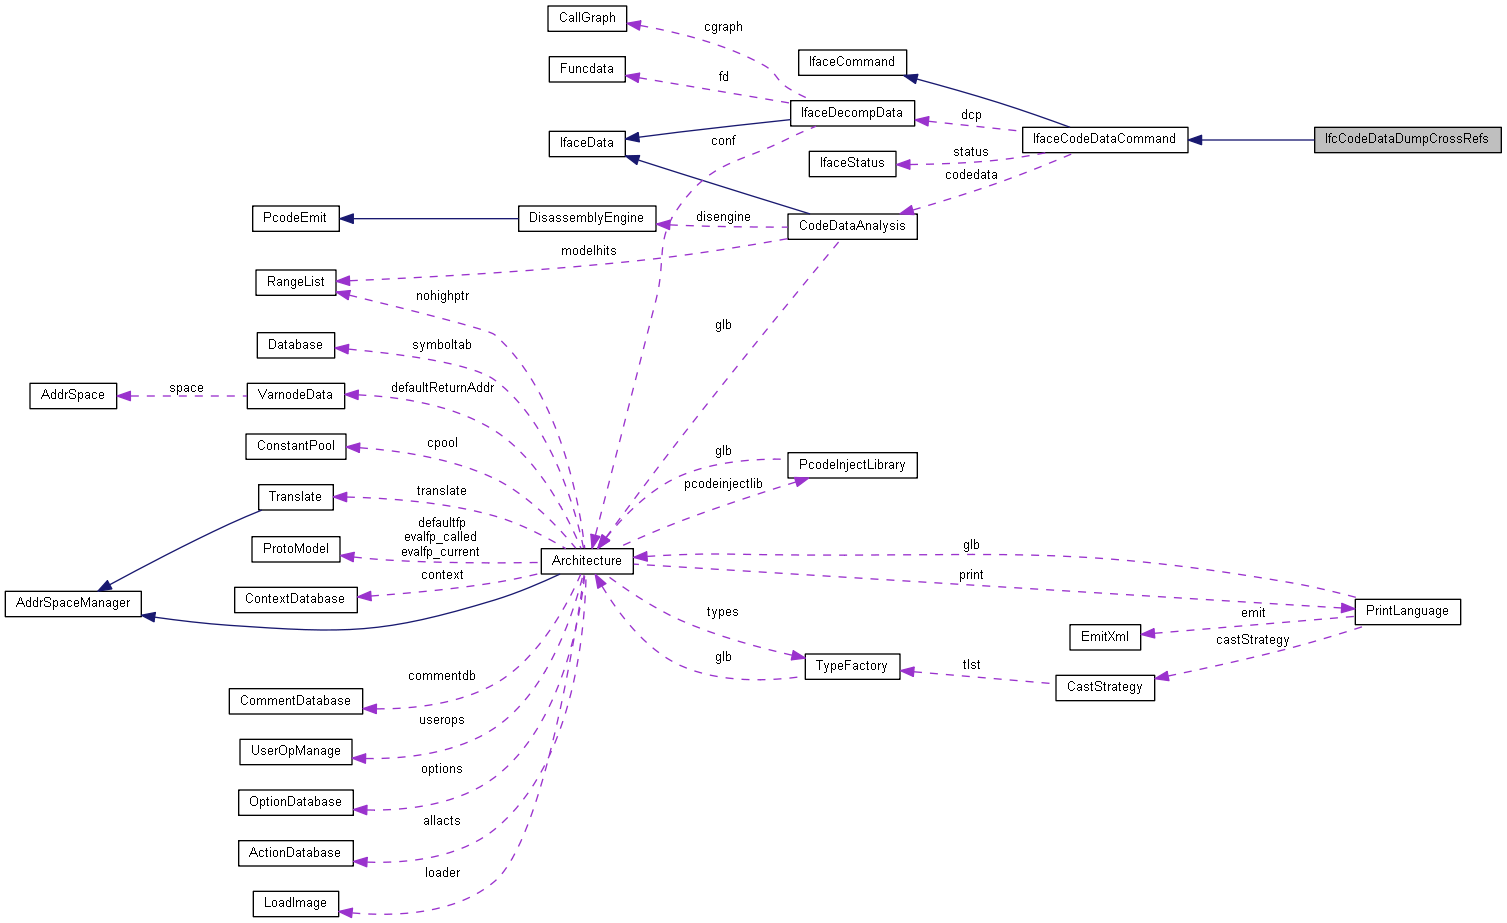 CallGraph
cgraph
IfaceCommand
Funcdata
fd
IfaceDecompData
dcp
IfaceData
conf
IfaceCodeDataCommand
IfcCodeDataDumpCrossRefs
IfaceStatus
status
codedata
PcodeEmit
DisassemblyEngine
disengine
CodeDataAnalysis
modelhits
RangeList
nohighptr
glb
Database
symboltab
AddrSpace
space
VarnodeData
defaultReturnAddr
ConstantPool
cpool
glb
PcodeInjectLibrary
pcodeinjectlib
Translate
translate
defaultfp
evalfp_called
evalfp_current
ProtoModel
Architecture
glb
print
context
ContextDatabase
AddrSpaceManager
types
PrintLanguage
emit
EmitXml
castStrategy
glb
TypeFactory
tlst
CastStrategy
commentdb
CommentDatabase
userops
UserOpManage
options
OptionDatabase
allacts
ActionDatabase
loader
LoadImage